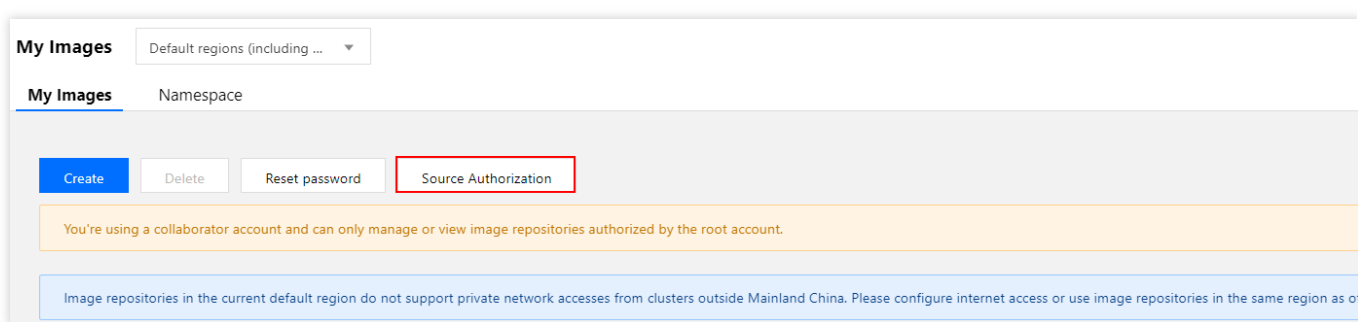 My Images Default regions (including ...
My Images Namespace
Create Delete Reset password Source Authorization
You're using a collaborator account and can only manage or view image repositories authorized by the root account.
Image repositories in the current default region do not support private network accesses from clusters outside Mainland China. Please configure internet access or use image repositories in the same region as